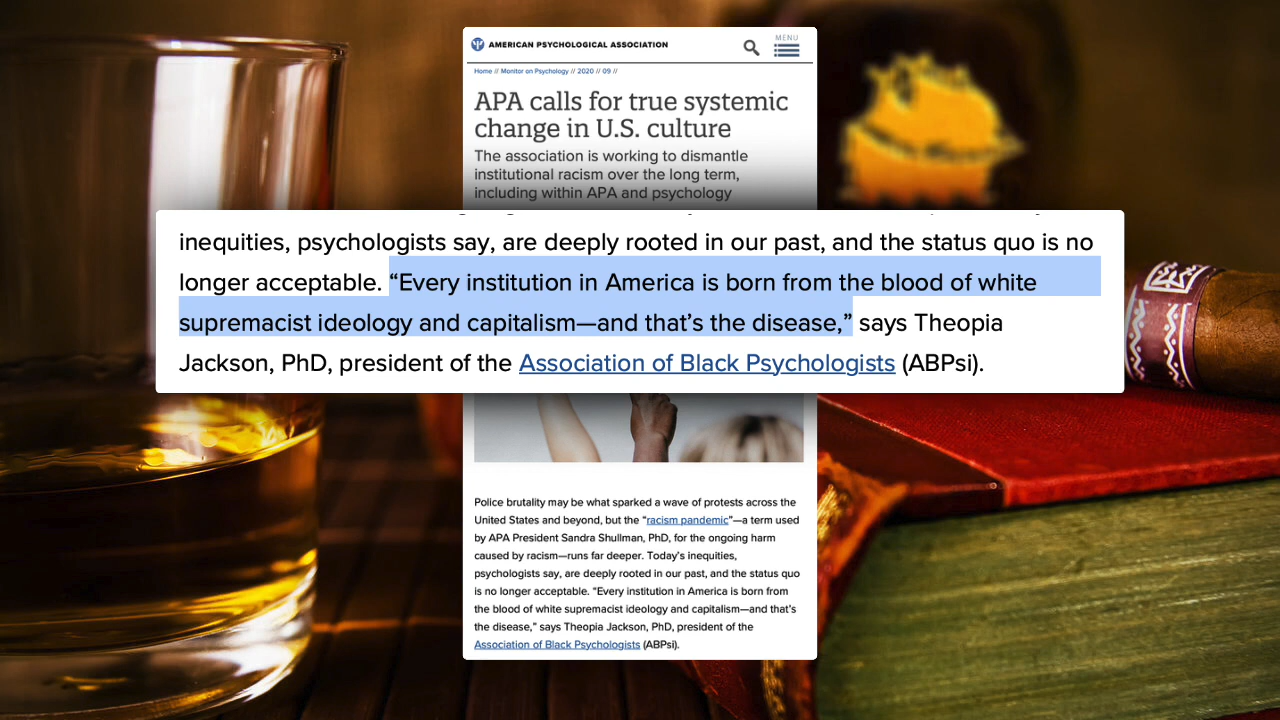 AMERICAN PSYCHOLOGICAL ASSOCIATION
MENU
Home // Monitor on Psychology // 2020 // 09 //
APA calls for true systemic
change in U.S. culture
The association is working to dismantle
institutional racism over the long term,
including within APA and psychology
inequities, psychologists say, are deeply rooted in our past, and the status quo is no
longer acceptable. “Every institution in America is born from the blood of white
supremacist ideology and capitalism—and that’s the disease,” says Theopia
Jackson, PhD, president of the Association of Black Psychologists (ABPsi).
Police brutality may be what sparked a wave of protests across the
United States and beyond, but the “racism pandemic”—a term used
by APA President Sandra Shullman, PhD, for the ongoing harm
caused by racism—runs far deeper. Today’s inequities,
psychologists say, are deeply rooted in our past, and the status quo
is no longer acceptable. “Every institution in America is born from
the blood of white supremacist ideology and capitalism—and that’s
the disease,” says Theopia Jackson, PhD, president of the
Association of Black Psychologists (ABPsi).